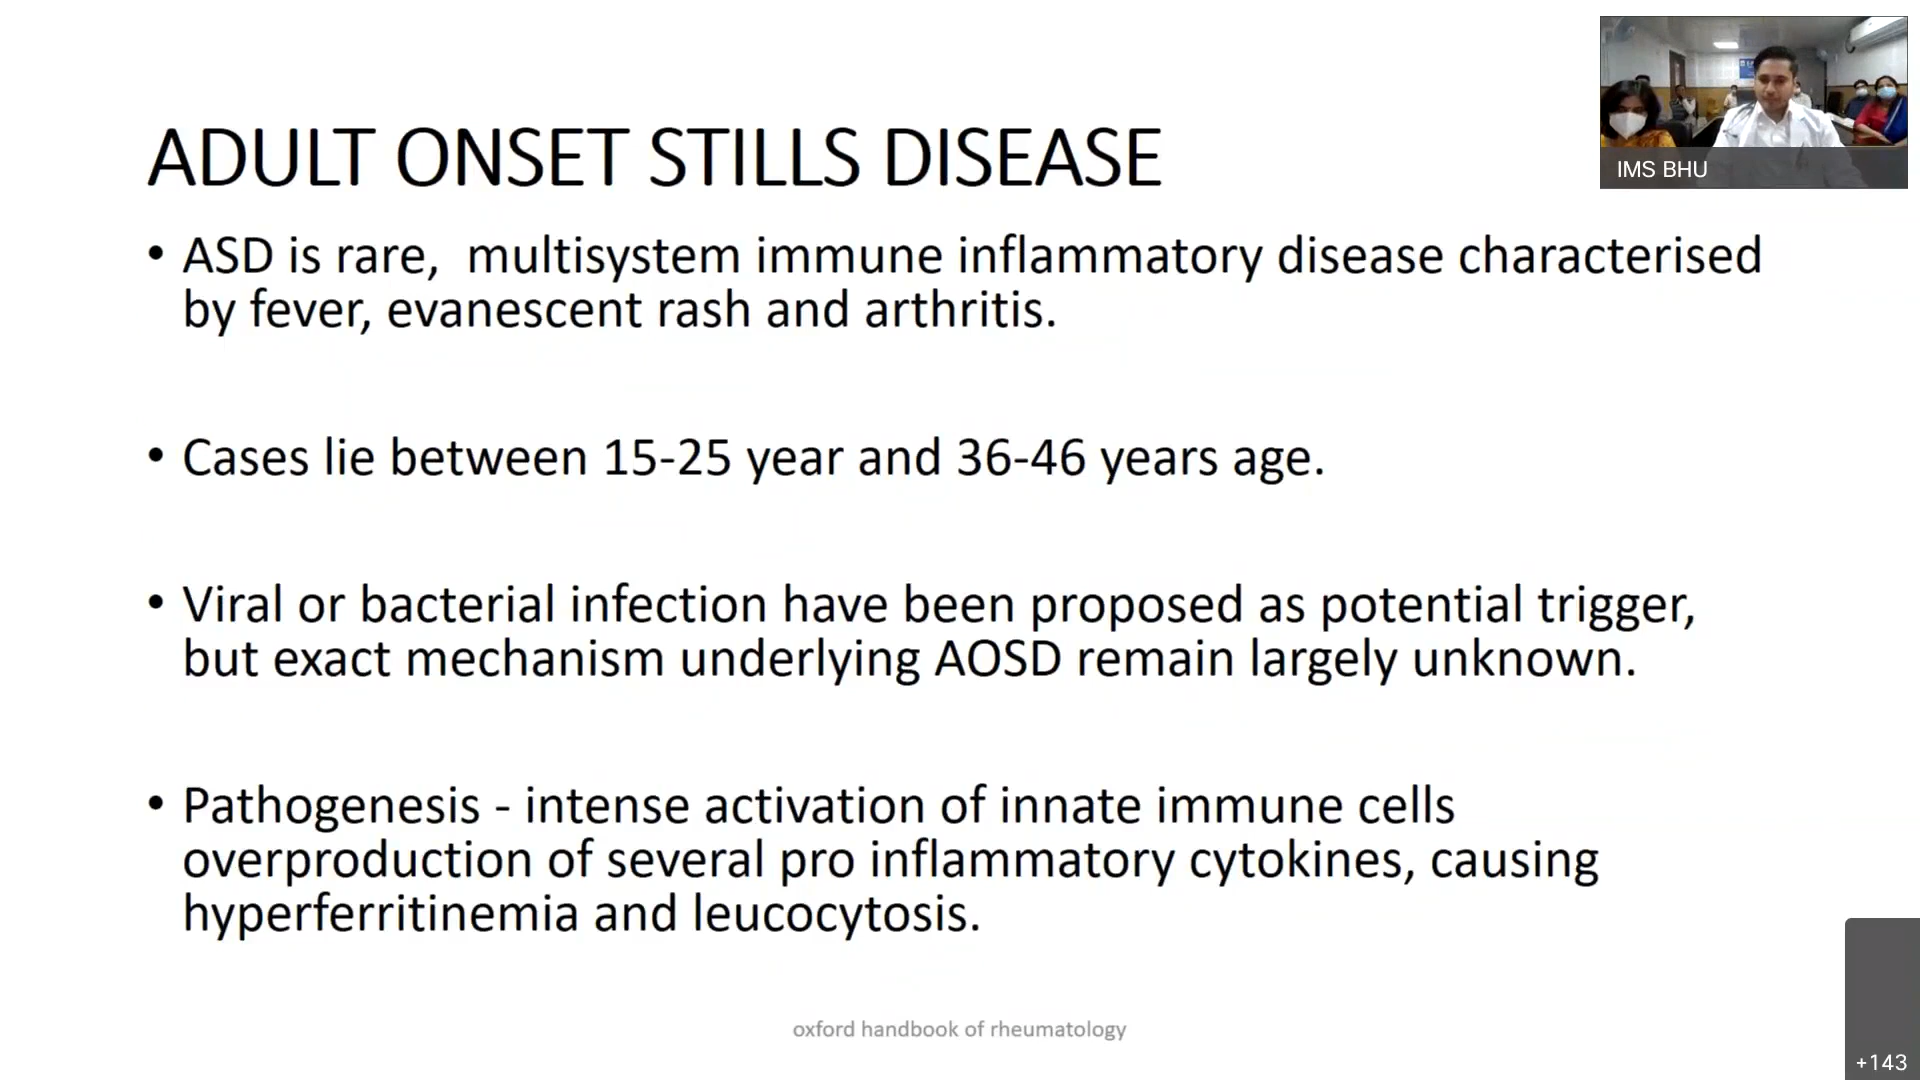 ADULT ONSET STILLS DISEASE
IMS BHU
• ASD is rare,  multisystem immune inflammatory disease characterised
by fever, evanescent rash and arthritis.
• Cases lie between 15-25 year and 36-46 years age.
• Viral or bacterial infection have been proposed as potential trigger,
but exact mechanism underlying AOSD remain largely unknown.
• Pathogenesis - intense activation of innate immune cells
overproduction of several pro inflammatory cytokines, causing
hyperferritinemia and leucocytosis.
oxford handbook of rheumatology
+143